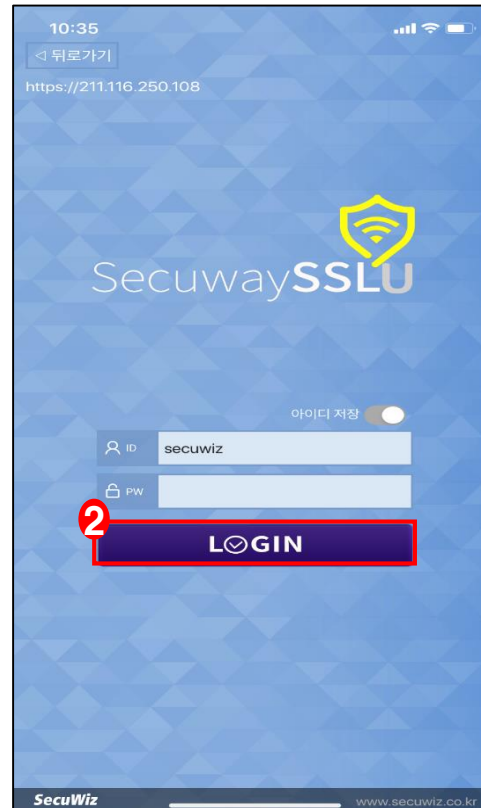 10:35
◁ 뒤로가기
https://211.116.250.108
SecuwaySSLU
아이디 저장
ID secuwiz
PW
2
LOGIN
SecuWiz www.secuwiz.co.kr